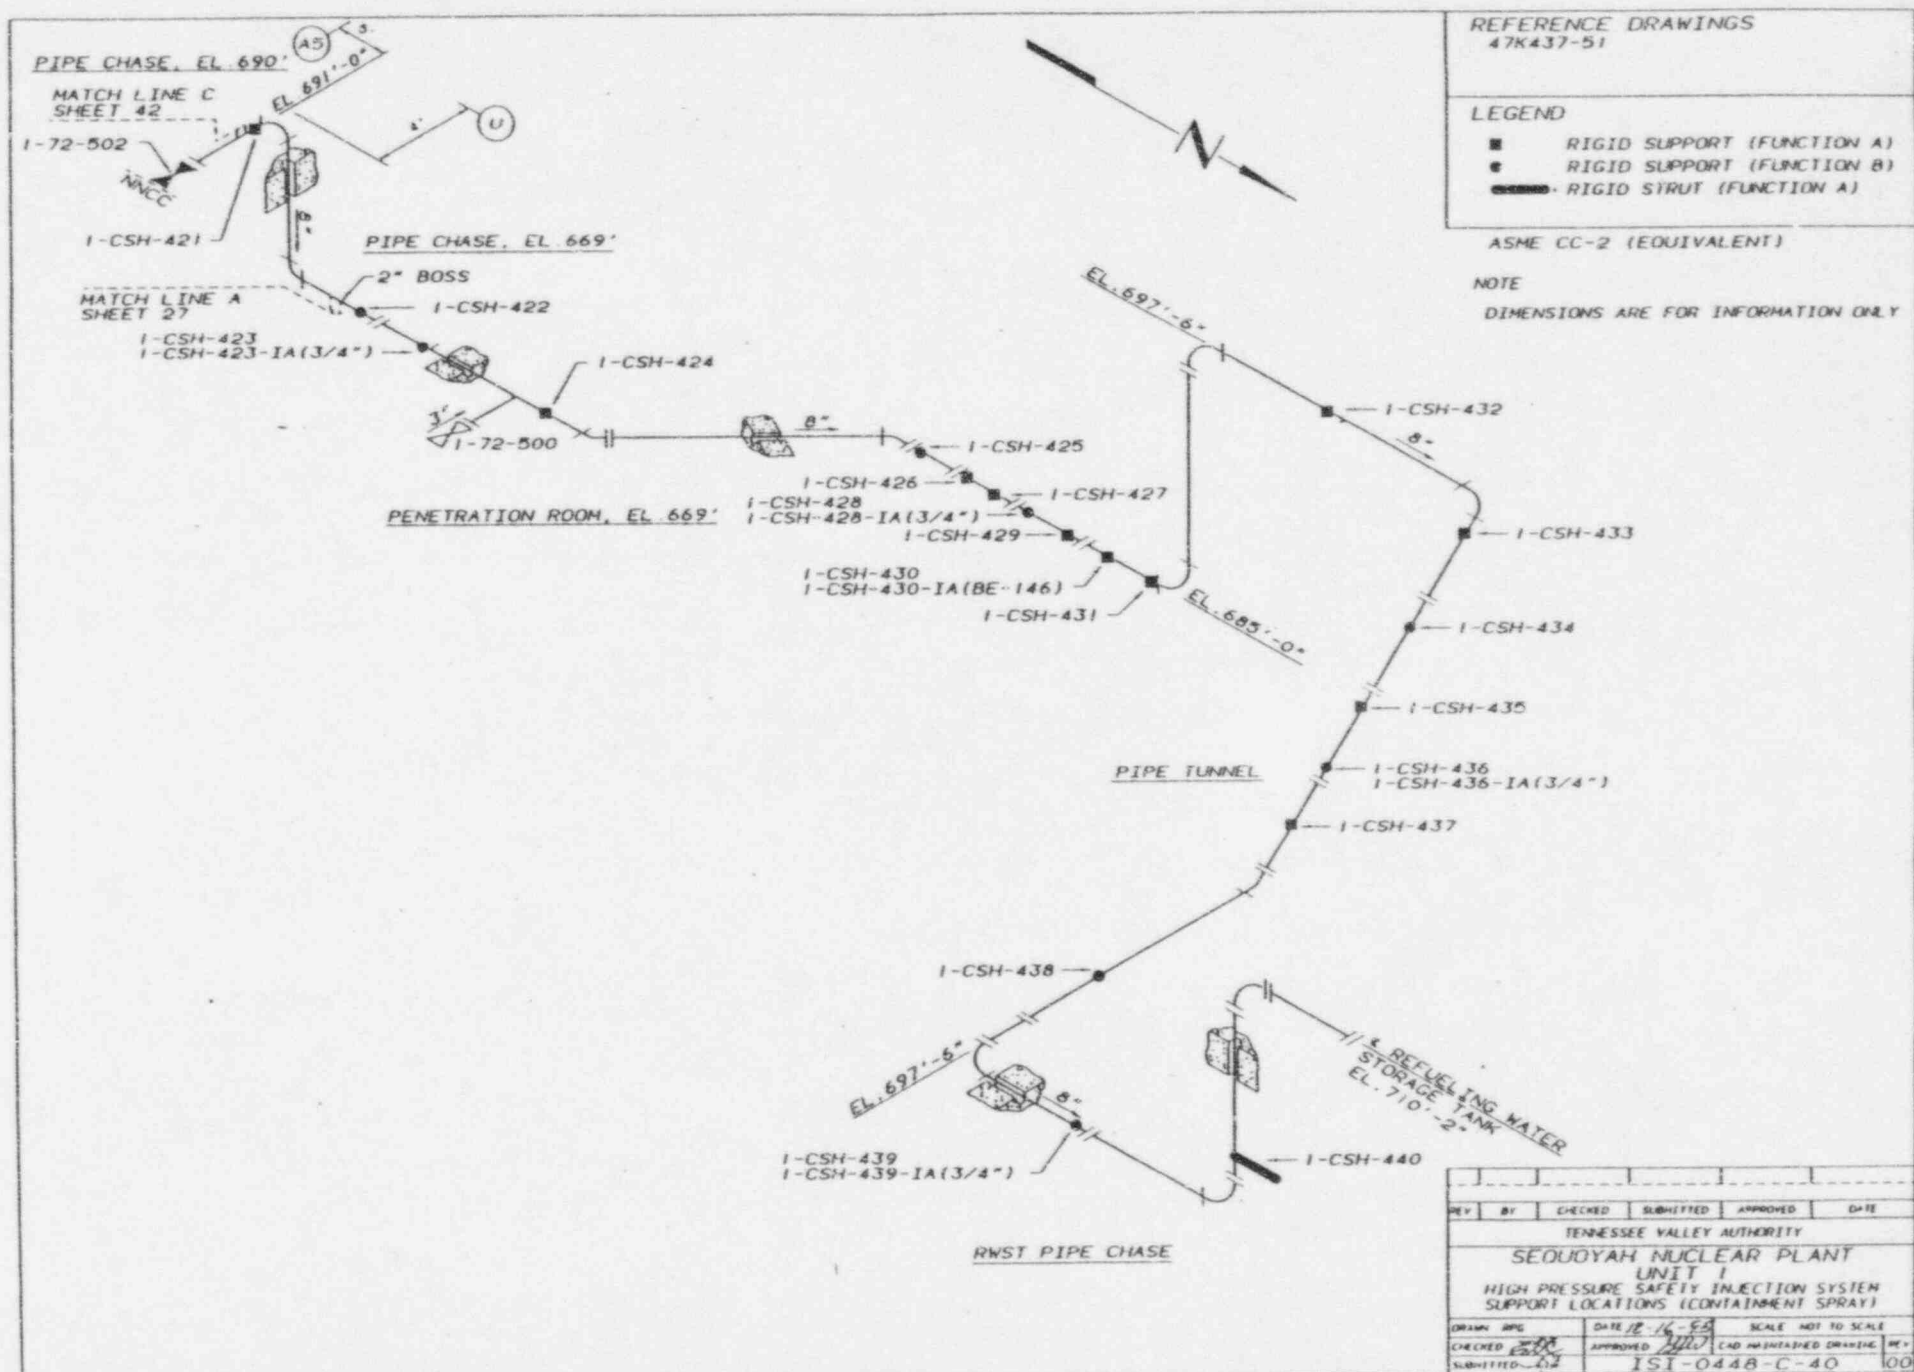 REFERENCE DRAWINGS
47K437-51
LEGEND
RIGID SUPPORT (FUNCTION A)
RIGID SUPPORT (FUNCTION B)
RIGID STRUT (FUNCTION A)
ASME CC-2 (EQUIVALENT)
NOTE
DIMENSIONS ARE FOR INFORMATION ONLY
A5
5'
PIPE CHASE, EL 690'
EL 691'-0"
MATCH LINE C
SHEET 42
4'
U
1-72-502
NNCC
8"
1-CSH-421
PIPE CHASE, EL 669'
2" BOSS
MATCH LINE A
SHEET 27
1-CSH-422
1-CSH-423
1-CSH-423-IA(3/4")
1-CSH-424
3'
1-72-500
8"
1-CSH-425
1-CSH-426
1-CSH-427
PENETRATION ROOM, EL 669'
1-CSH-428
1-CSH-428-IA(3/4")
1-CSH-429
1-CSH-430
1-CSH-430-IA(BE-146)
1-CSH-431
EL.685'-0"
N
EL.697'-6"
1-CSH-432
8"
1-CSH-433
1-CSH-434
1-CSH-435
PIPE TUNNEL
1-CSH-436
1-CSH-436-IA(3/4")
1-CSH-437
1-CSH-438
EL.697'-6"
8"
1-CSH-439
1-CSH-439-IA(3/4")
1-CSH-440
REFUELING WATER
STORAGE TANK
EL.710'-2"
RWST PIPE CHASE
REV BY CHECKED SUBMITTED APPROVED DATE
TENNESSEE VALLEY AUTHORITY
SEQUOYAH NUCLEAR PLANT
UNIT 1
HIGH PRESSURE SAFETY INJECTION SYSTEM
SUPPORT LOCATIONS (CONTAINMENT SPRAY)
DRAWN RPG DATE SCALE NOT TO SCALE
CHECKED APPROVED CAD MAINTAINED DRAWING REV
SUBMITTED ISI-0448-C-40 00